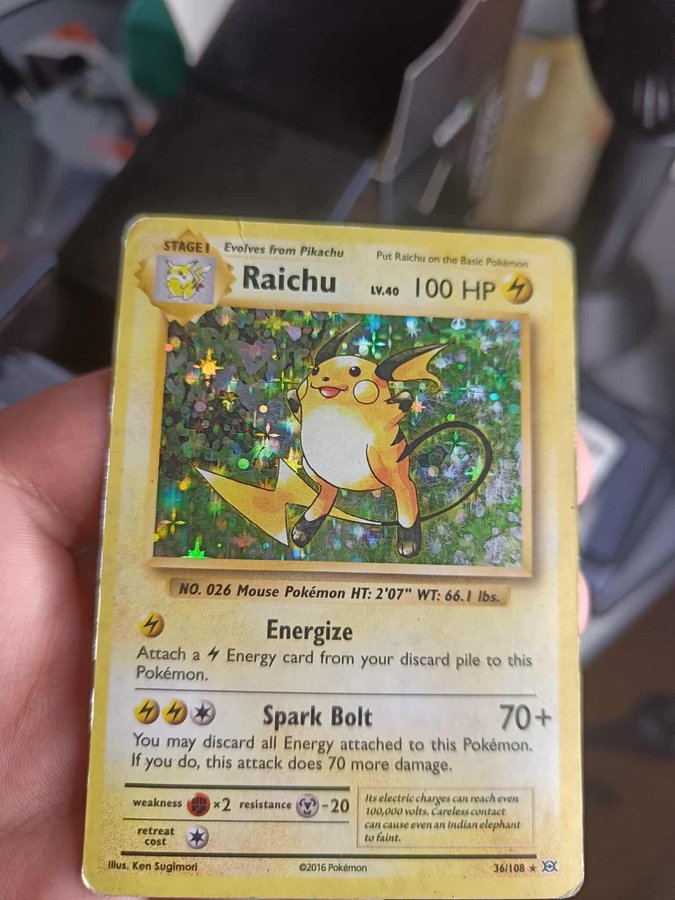 STAGE 1 Evolves from Pikachu Put Raichu on the Basic Pokémon
Raichu LV.40 100 HP
NO. 026 Mouse Pokémon HT: 2'07" WT: 66.1 lbs.
Energize
Attach a Energy card from your discard pile to this
Pokémon.
Spark Bolt 70+
You may discard all Energy attached to this Pokémon.
If you do, this attack does 70 more damage.
weakness ×2 resistance -20
retreat
cost
Its electric charges can reach even
100,000 volts. Careless contact
can cause even an Indian elephant
to faint.
Illus. Ken Sugimori ©2016 Pokémon 36/108 ★